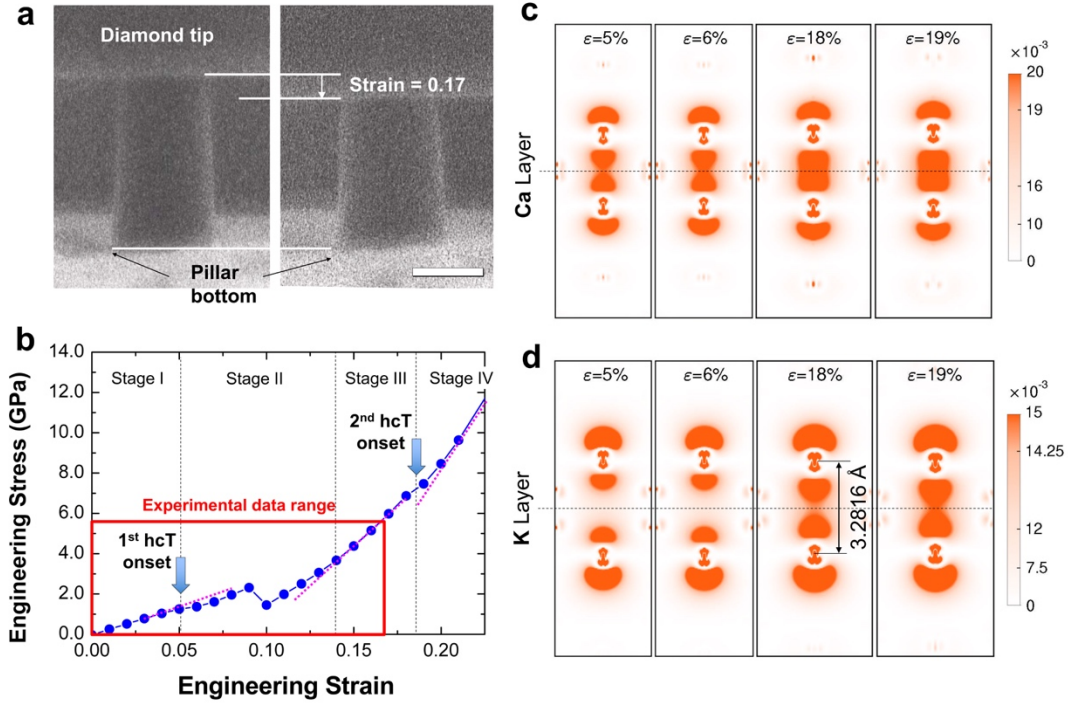 a
Diamond tip
Strain = 0.17
Pillar
bottom
b
14.0
12.0
10.0
8.0
6.0
4.0
2.0
0.0
0.00
0.05
0.10
0.15
0.20
Engineering Stress (GPa)
Engineering Strain
Stage I
Stage II
Stage III
Stage IV
2nd hcT
onset
Experimental data range
1st hcT
onset
c
Ca Layer
ε=5%
ε=6%
ε=18%
ε=19%
×10⁻³
20
19
16
10
0
d
K Layer
ε=5%
ε=6%
ε=18%
ε=19%
3.2816 Å
×10⁻³
15
14.25
12
7.5
0